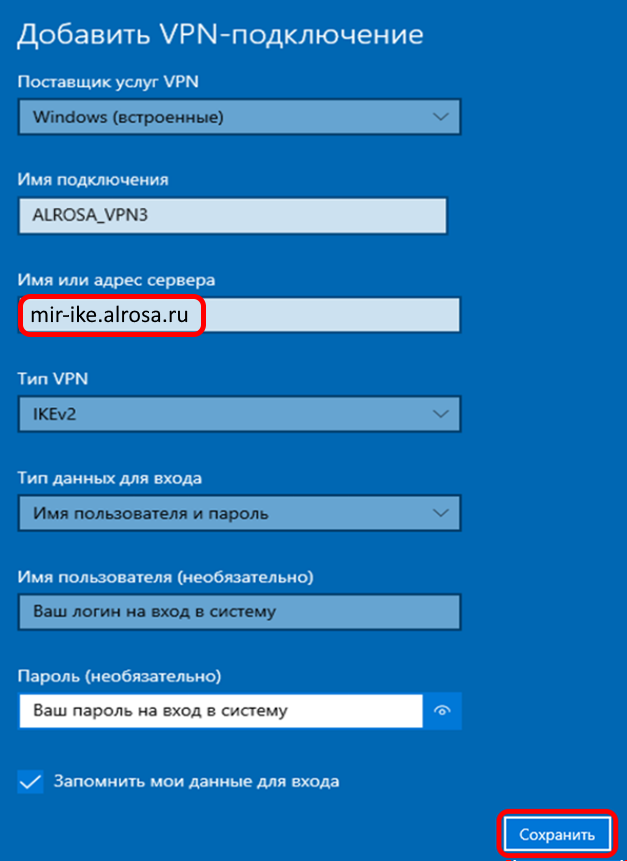 Добавить VPN-подключение
Поставщик услуг VPN
Windows (встроенные)
Имя подключения
ALROSA_VPN3
Имя или адрес сервера
mir-ike.alrosa.ru
Тип VPN
IKEv2
Тип данных для входа
Имя пользователя и пароль
Имя пользователя (необязательно)
Ваш логин на вход в систему
Пароль (необязательно)
Ваш пароль на вход в систему
Запомнить мои данные для входа
Сохранить